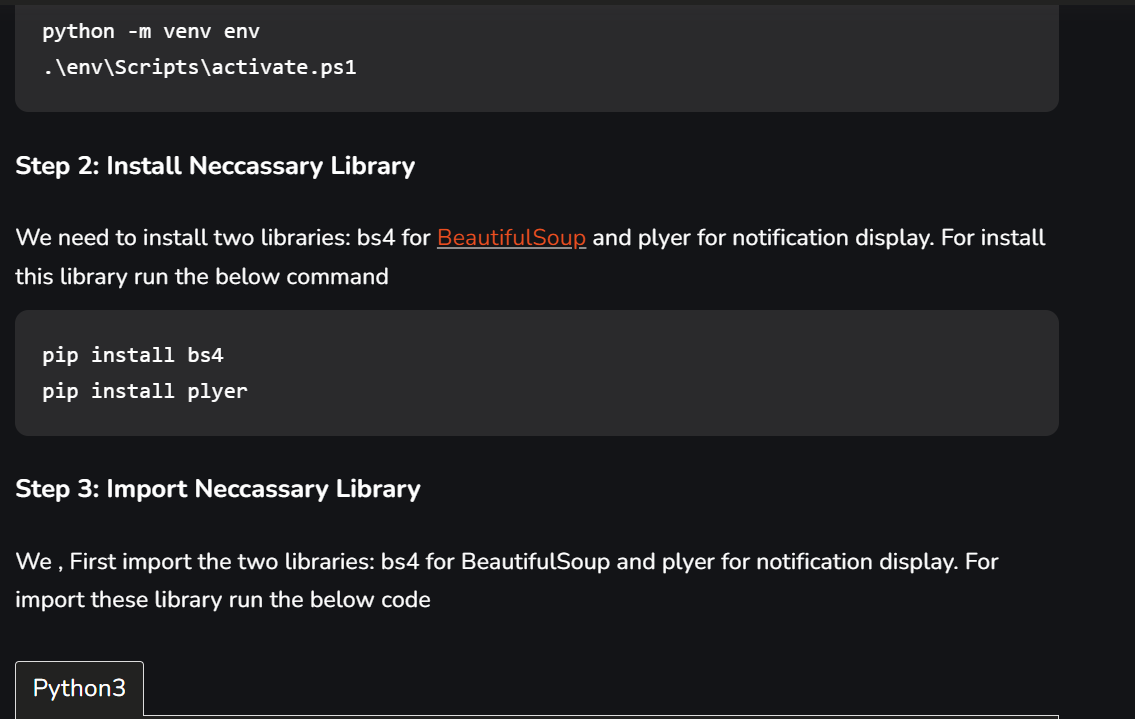 python -m venv env
.\env\Scripts\activate.ps1
Step 2: Install Neccassary Library
We need to install two libraries: bs4 for BeautifulSoup and plyer for notification display. For install
this library run the below command
pip install bs4
pip install plyer
Step 3: Import Neccassary Library
We , First import the two libraries: bs4 for BeautifulSoup and plyer for notification display. For
import these library run the below code
Python3